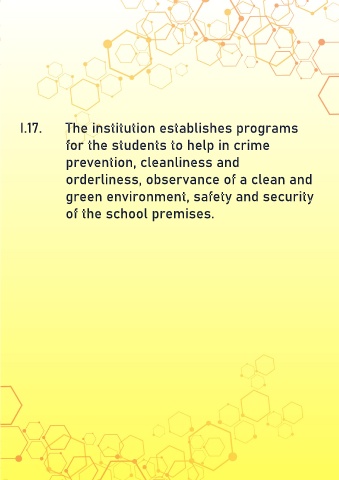 I.17. The institution establishes programs
for the students to help in crime
prevention, cleanliness and
orderliness, observance of a clean and
green environment, safety and security
of the school premises.